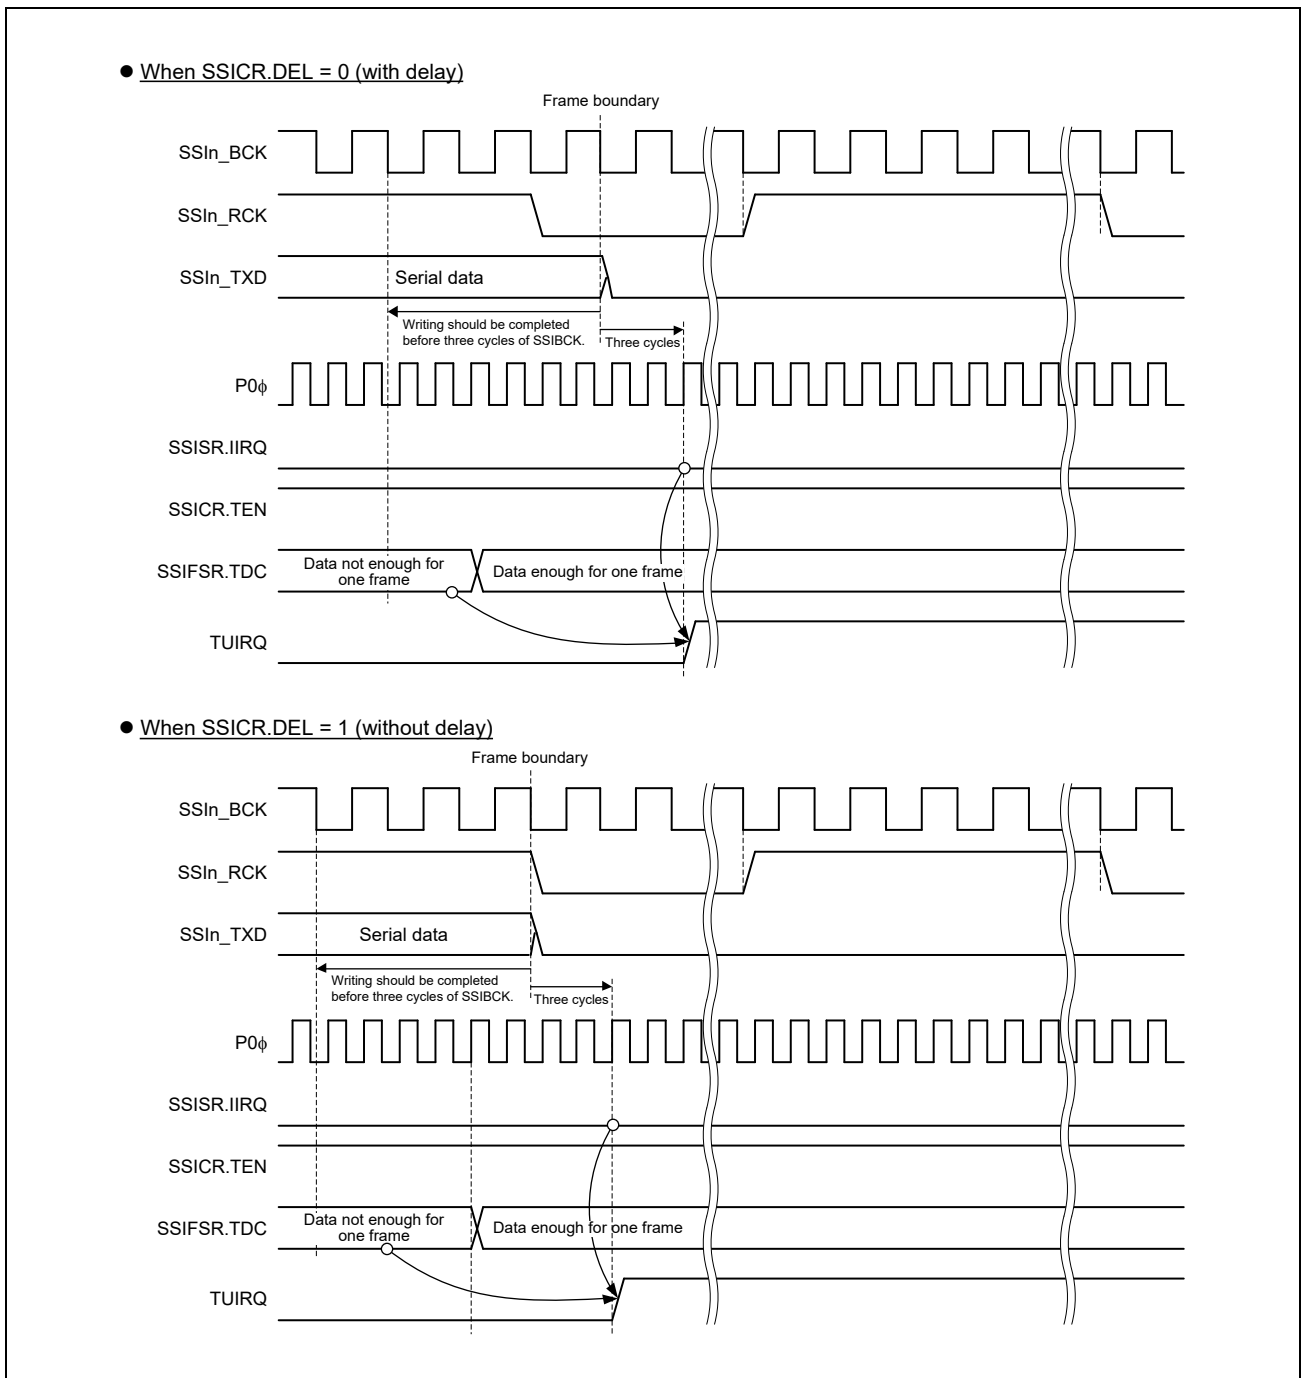 ● When SSICR.DEL = 0 (with delay)
Frame boundary
SSIn_BCK
SSIn_RCK
SSIn_TXD
Serial data
Writing should be completed
before three cycles of SSIBCK.
Three cycles
P0ϕ
SSISR.IIRQ
SSICR.TEN
SSIFSR.TDC
Data not enough for
one frame
Data enough for one frame
TUIRQ
● When SSICR.DEL = 1 (without delay)
Frame boundary
SSIn_BCK
SSIn_RCK
SSIn_TXD
Serial data
Writing should be completed
before three cycles of SSIBCK.
Three cycles
P0ϕ
SSISR.IIRQ
SSICR.TEN
SSIFSR.TDC
Data not enough for
one frame
Data enough for one frame
TUIRQ